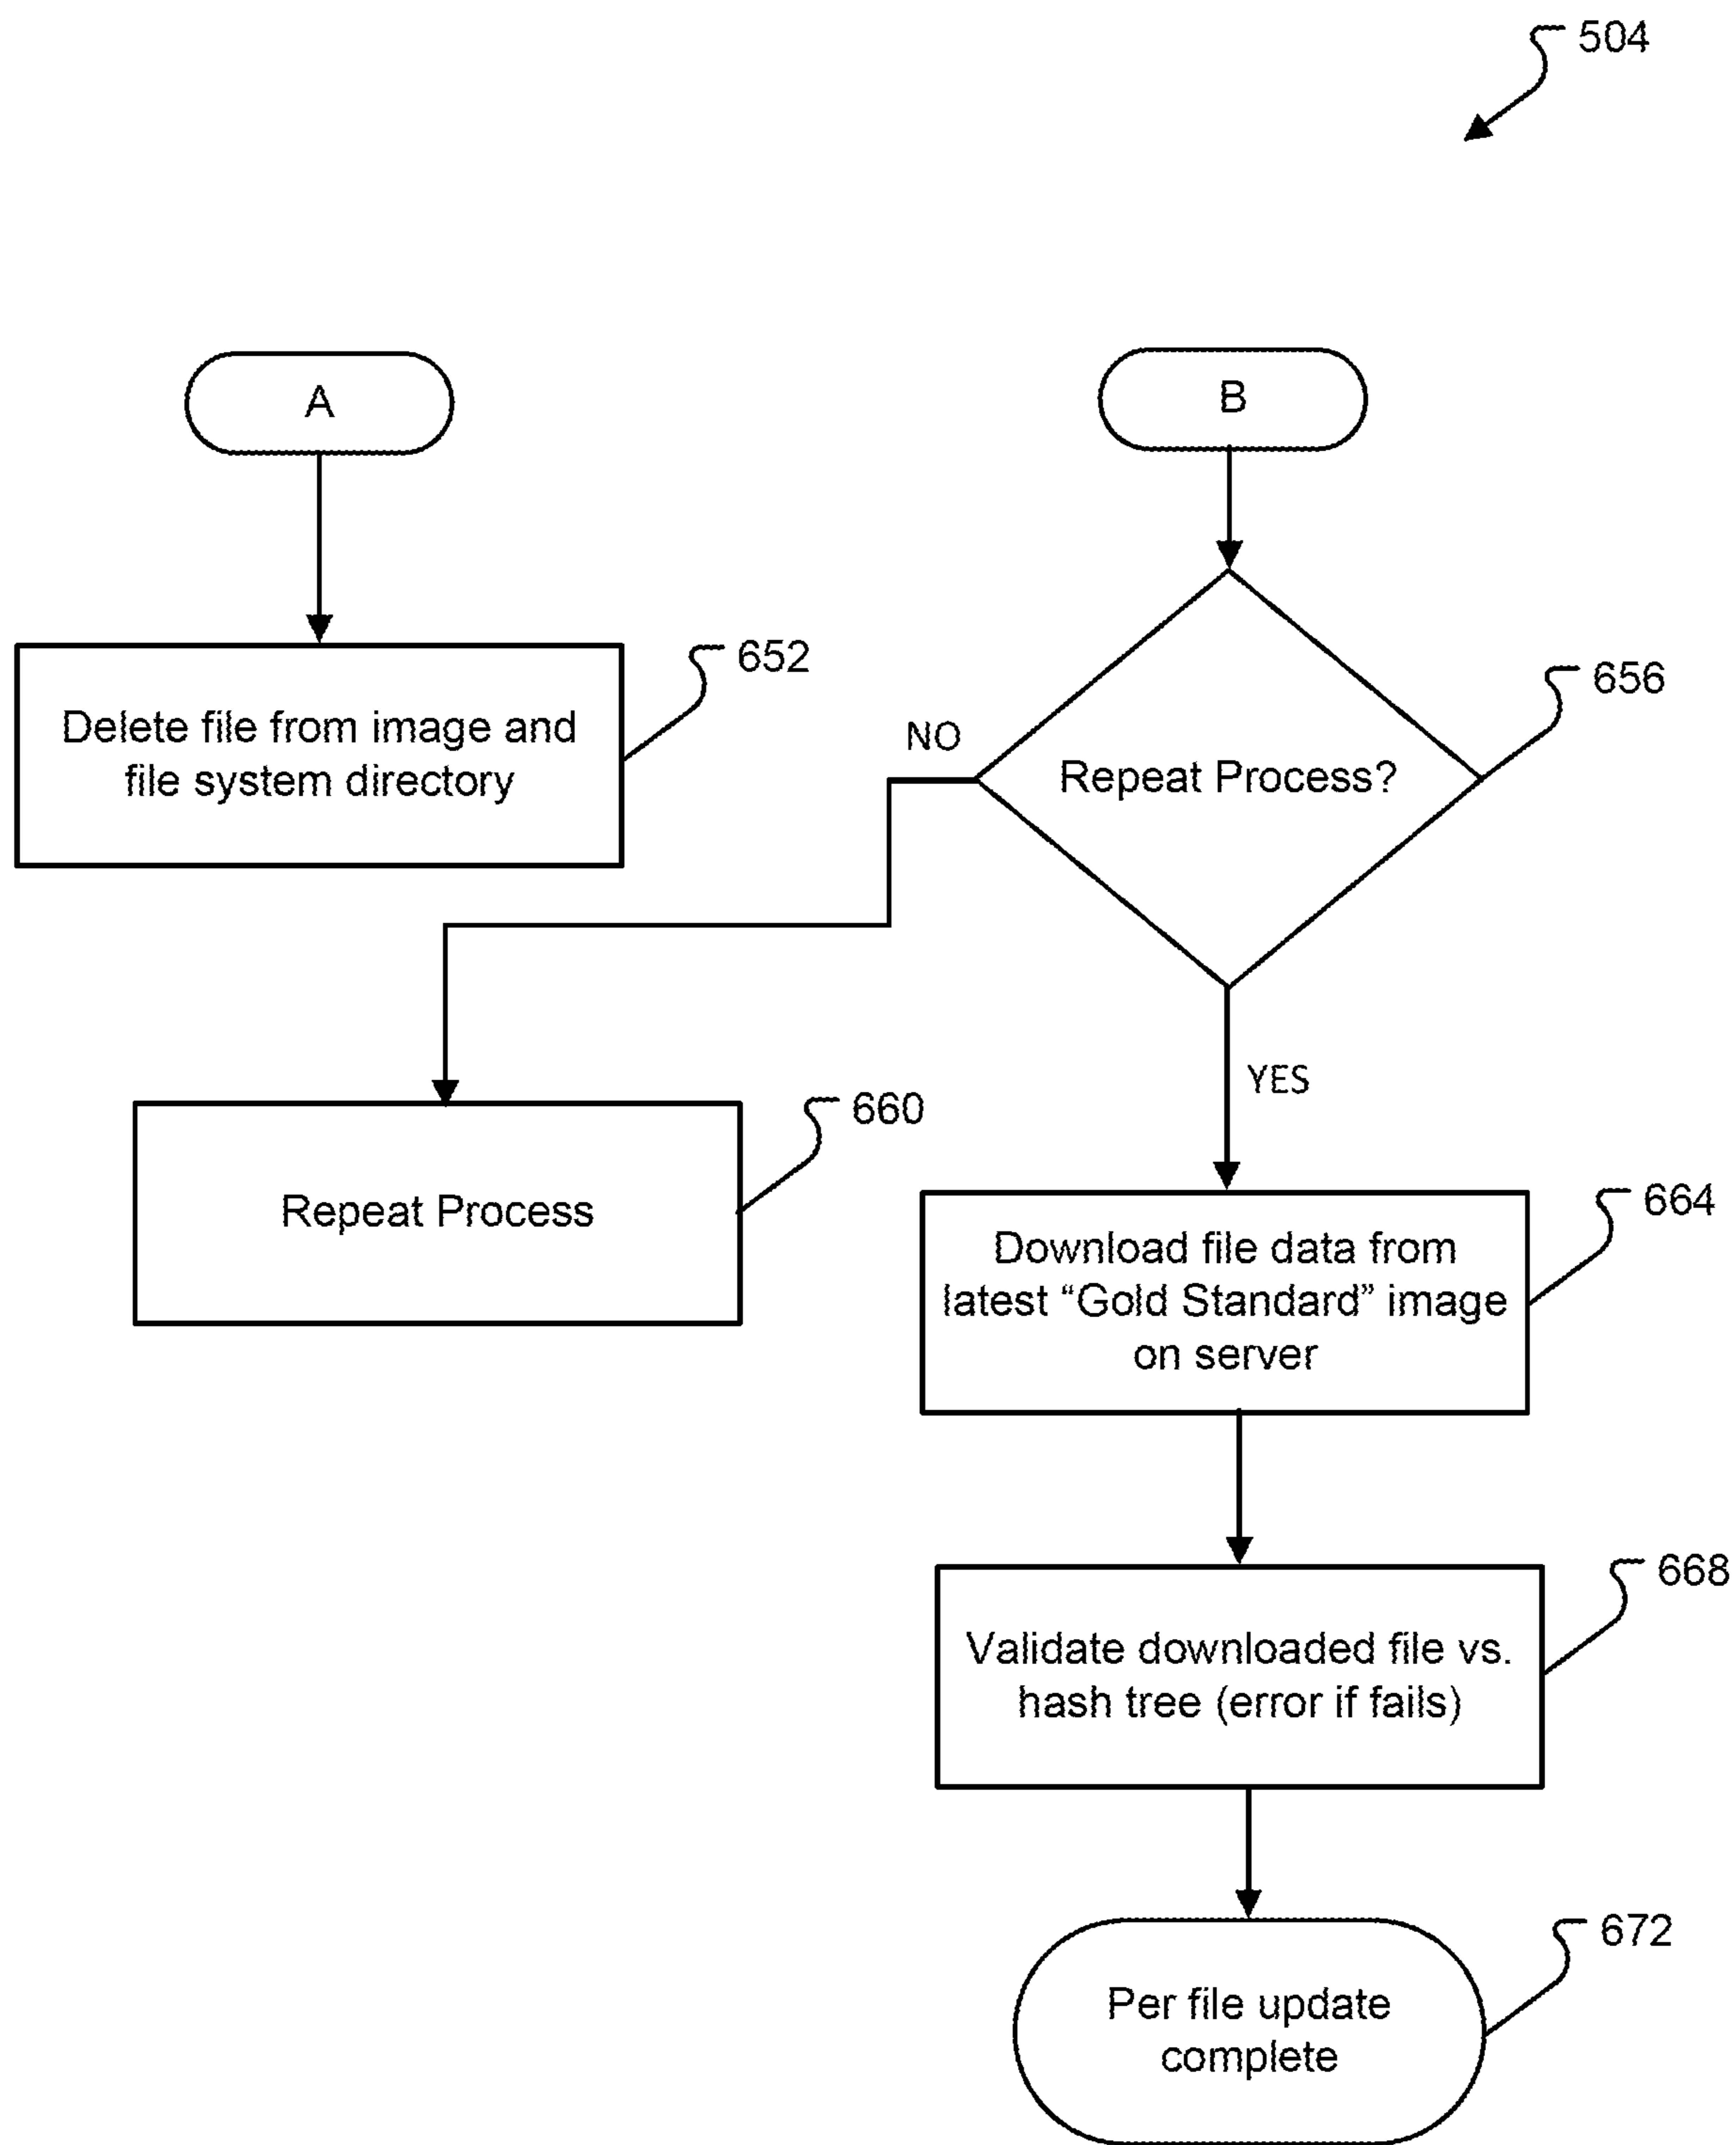 504
A
B
652
Delete file from image and
file system directory
656
NO
Repeat Process?
YES
660
Repeat Process
664
Download file data from
latest “Gold Standard” image
on server
668
Validate downloaded file vs.
hash tree (error if fails)
672
Per file update
complete